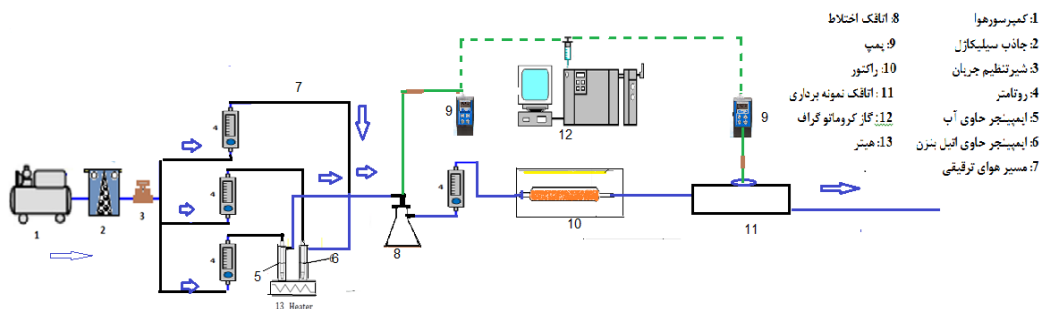 1: کمپرسورهوا
2: جاذب سیلیکاژل
3: شیرتنظیم جریان
4: روتامتر
5: ایمپینجر حاوی آب
6: ایمپینجر حاوی اتیل بنزن
7: مسیر هوای ترقیقی
8: اتاقک اختلاط
9: پمپ
10: راکتور
11: اتاقک نمونه برداری
12: گاز کروماتو گراف
13: هیتر
7
4
9
12
9
4
4
1
2
3
4
5
6
8
10
11
13 Heater